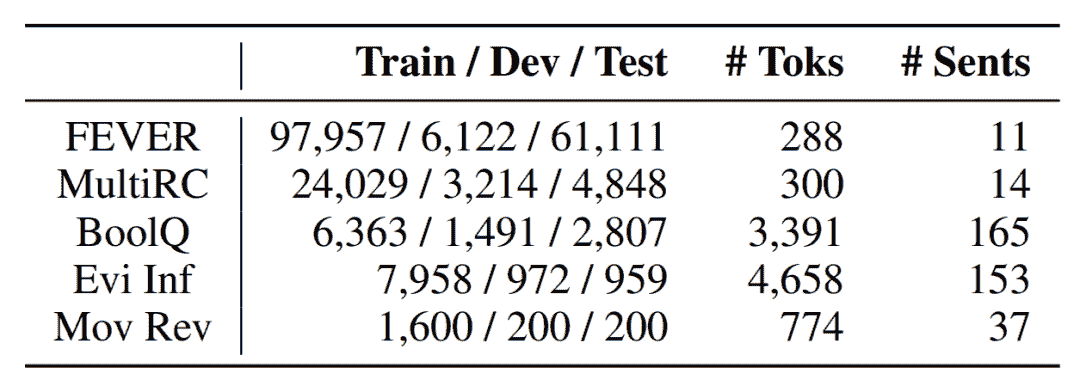 Train / Dev / Test # Toks # Sents
FEVER 97,957 / 6,122 / 61,111 288 11
MultiRC 24,029 / 3,214 / 4,848 300 14
BoolQ 6,363 / 1,491 / 2,807 3,391 165
Evi Inf 7,958 / 972 / 959 4,658 153
Mov Rev 1,600 / 200 / 200 774 37